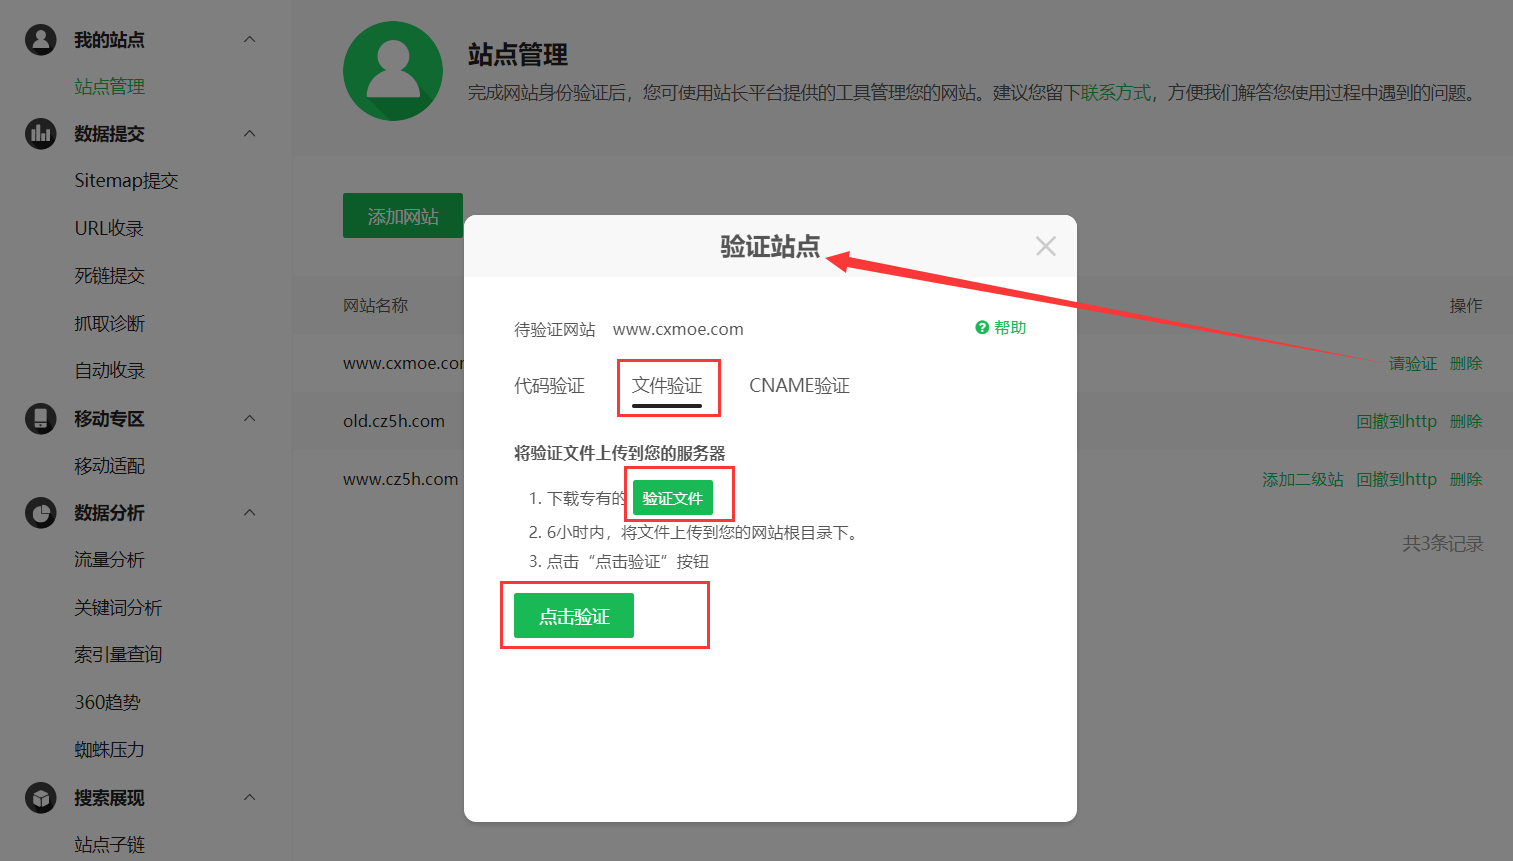 我的站点
站点管理
数据提交
Sitemap提交
URL收录
死链提交
抓取诊断
自动收录
移动专区
移动适配
数据分析
流量分析
关键词分析
索引量查询
360趋势
蜘蛛压力
搜索展现
站点子链
站点管理
完成网站身份验证后，您可使用站长平台提供的工具管理您的网站。建议您留下联系方式，方便我们解答您使用过程中遇到的问题。
添加网站
网站名称 操作
www.cxmoe.com 请验证 删除
old.cz5h.com 回撤到http 删除
www.cz5h.com 添加二级站 回撤到http 删除
共3条记录
验证站点
待验证网站 www.cxmoe.com 帮助
代码验证 文件验证 CNAME验证
将验证文件上传到您的服务器
1. 下载专有的 验证文件
2. 6小时内，将文件上传到您的网站根目录下。
3. 点击“点击验证”按钮
点击验证